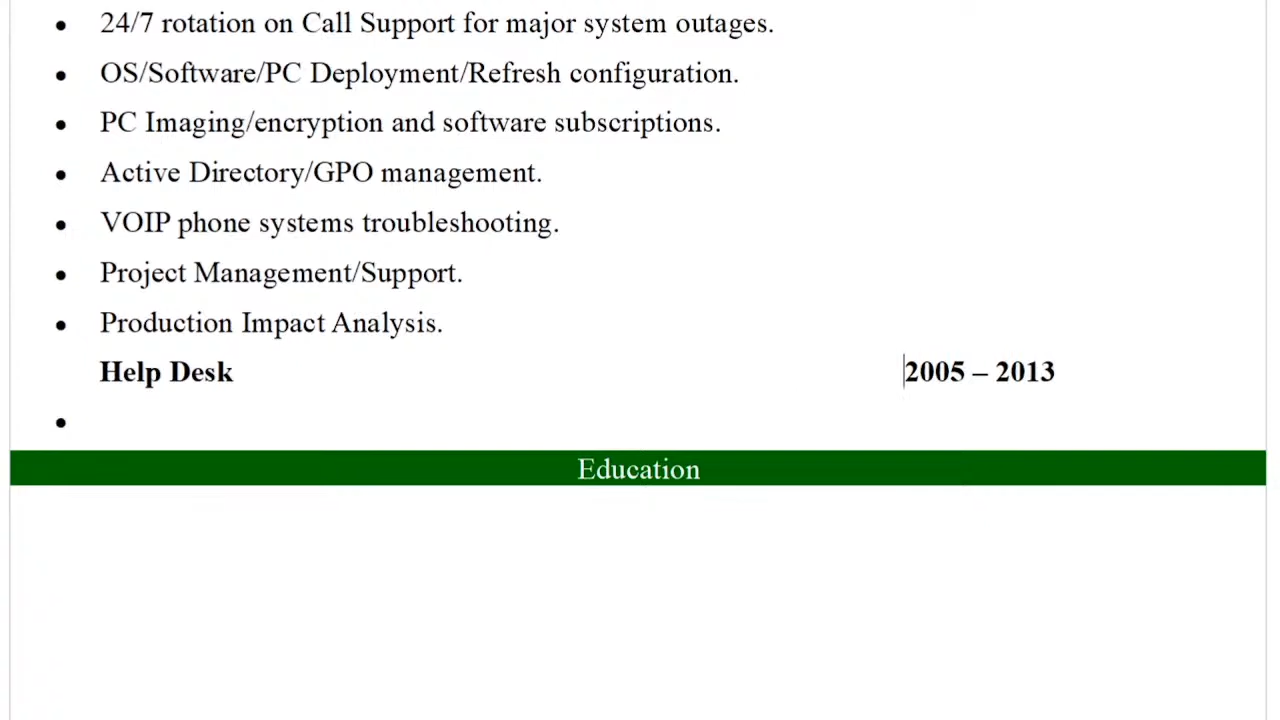 • 24/7 rotation on Call Support for major system outages.
• OS/Software/PC Deployment/Refresh configuration.
• PC Imaging/encryption and software subscriptions.
• Active Directory/GPO management.
• VOIP phone systems troubleshooting.
• Project Management/Support.
• Production Impact Analysis.
Help Desk 2005 – 2013
•
Education